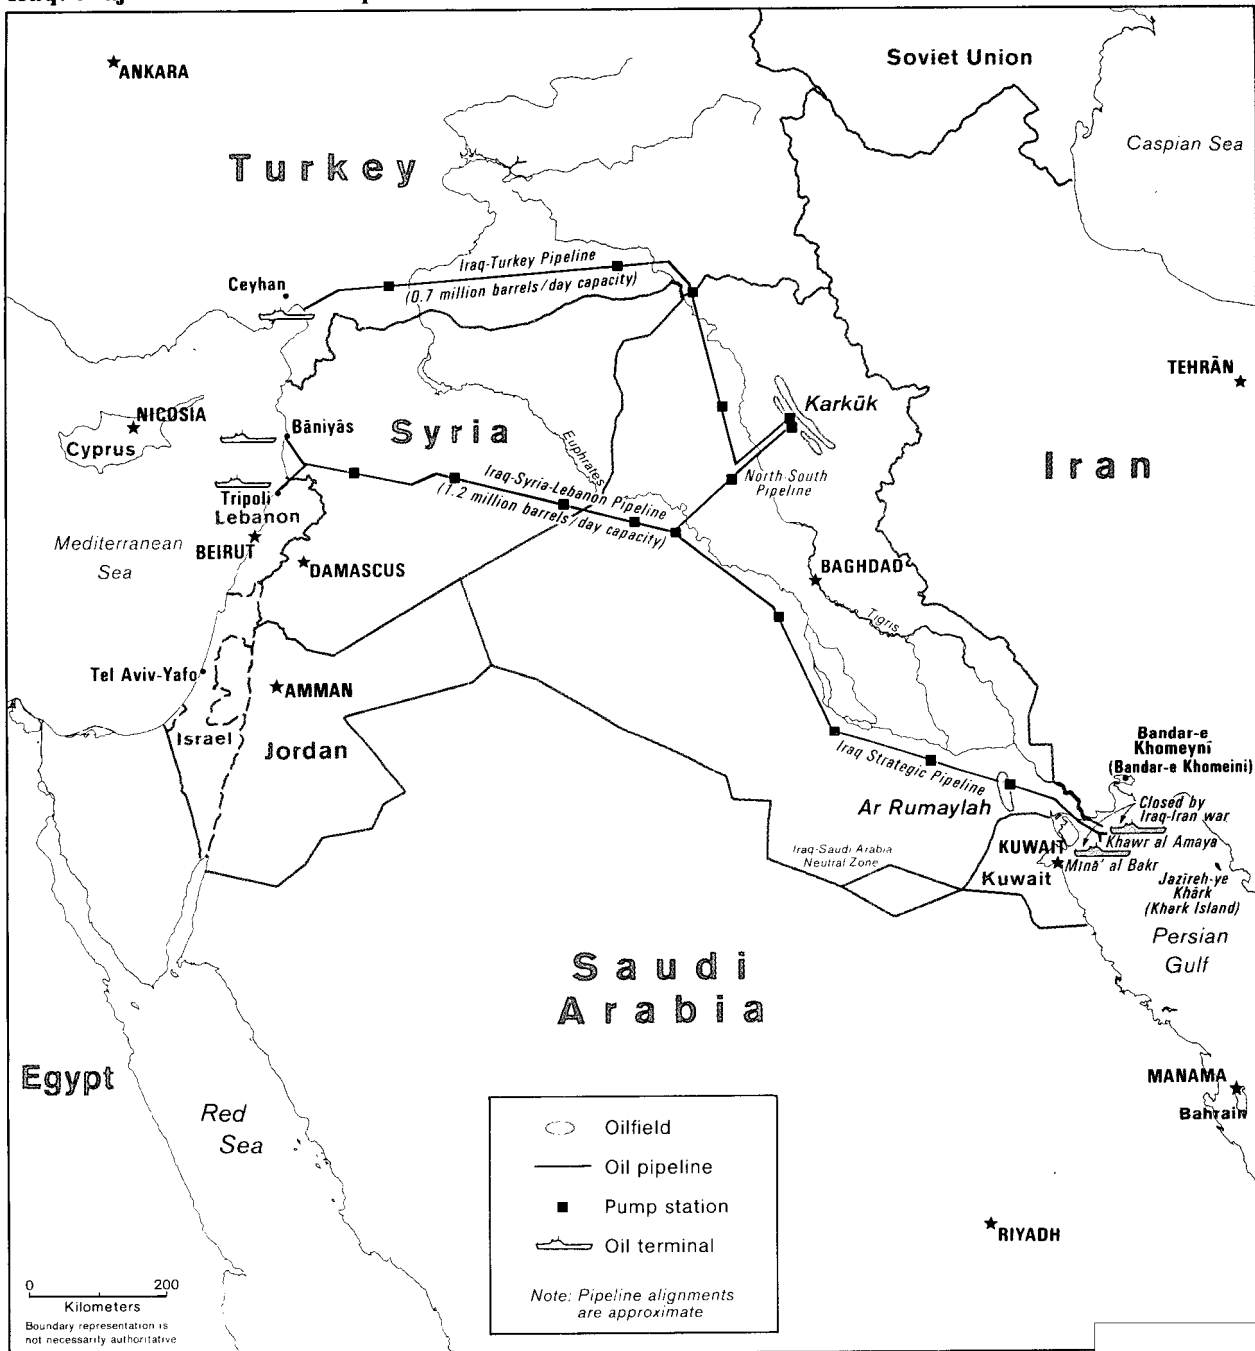 ANKARA
Soviet Union
Caspian Sea
Turkey
Iraq-Turkey Pipeline
(0.7 million barrels/day capacity)
Ceyhan
TEHRĀN
NICOSIA
Cyprus
Bāniyās
Syria
Karkūk
Iran
Euphrates
Iraq-Syria-Lebanon Pipeline
(1.2 million barrels/day capacity)
North-South
Pipeline
Tripoli
Lebanon
Mediterranean
Sea
BEIRUT
DAMASCUS
BAGHDAD
Tigris
Tel Aviv-Yafo
AMMAN
Israel
Jordan
Iraq Strategic Pipeline
Bandar-e
Khomeynī
(Bandar-e Khomeini)
Ar Rumaylah
Closed by
Iraq-Iran war
Khawr al Amaya
Mīnā' al Bakr
Iraq-Saudi Arabia
Neutral Zone
KUWAIT
Kuwait
Jazīreh-ye
Khārk
(Khark Island)
Persian
Gulf
Saudi
Arabia
Egypt
Red
Sea
MANAMA
Bahrain
RIYADH
Oilfield
Oil pipeline
Pump station
Oil terminal
Note: Pipeline alignments
are approximate
0 200
Kilometers
Boundary representation is
not necessarily authoritative